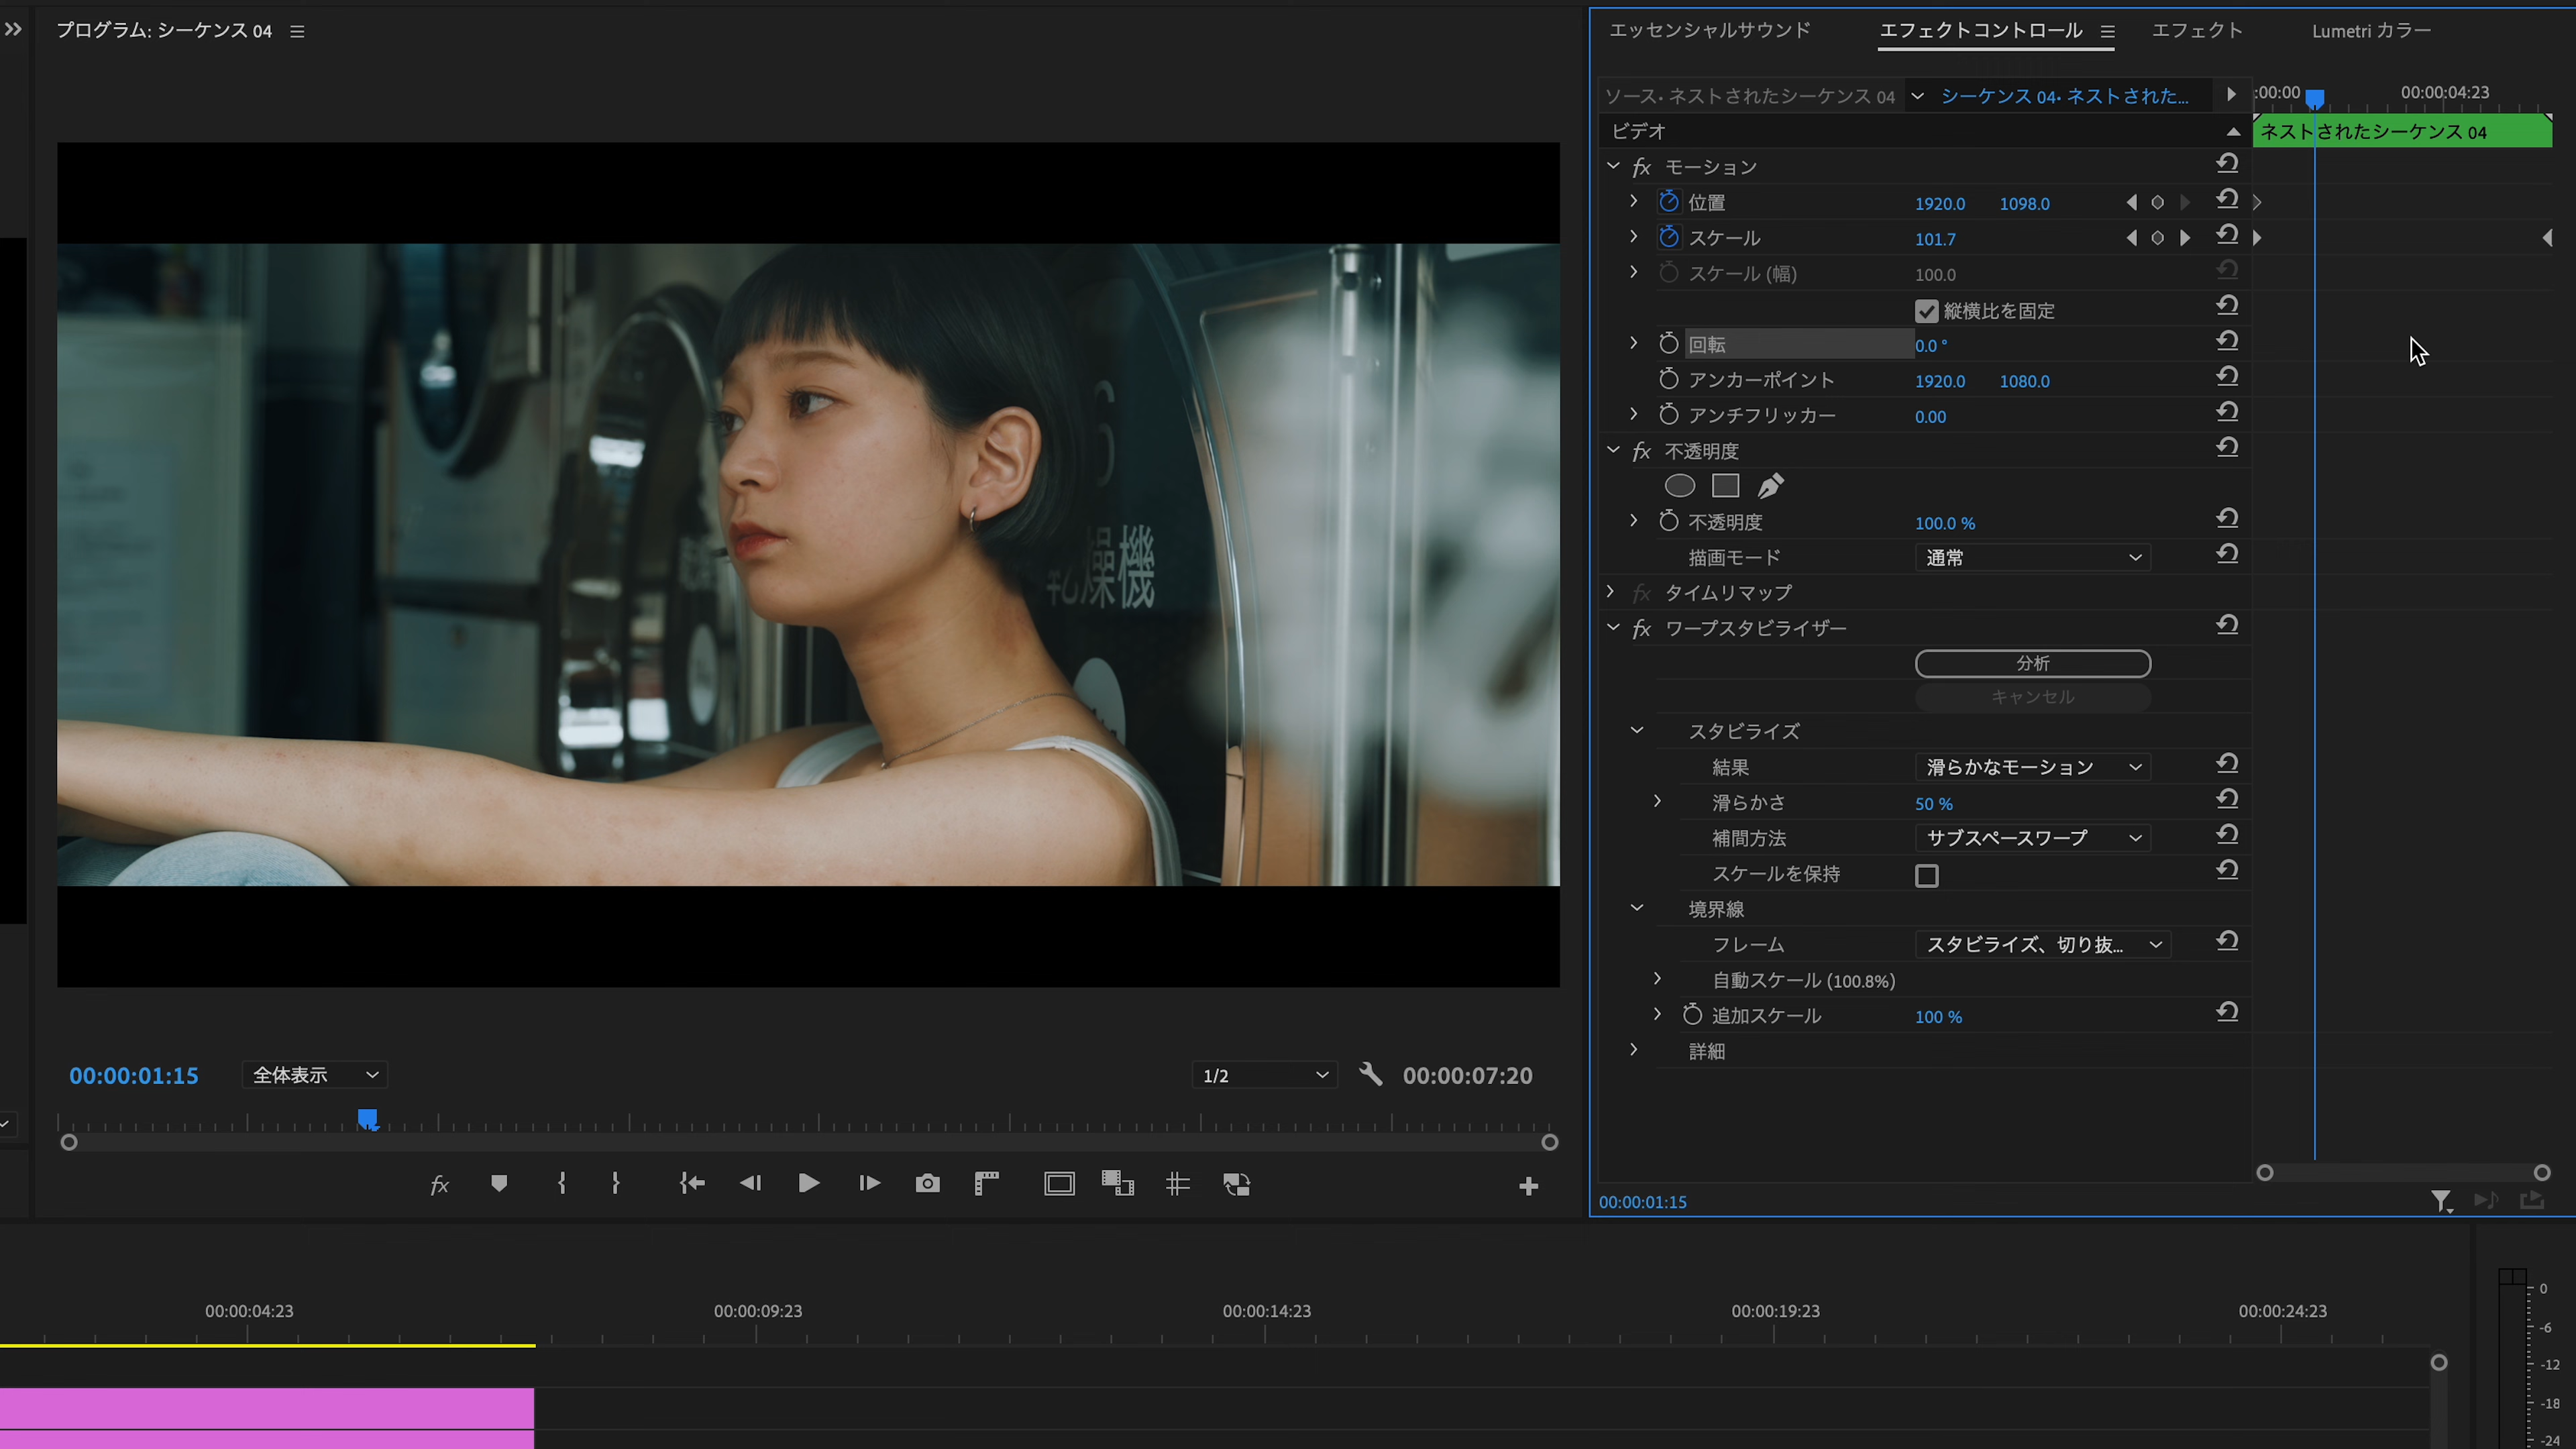 プログラム: シーケンス 04
エッセンシャルサウンド
エフェクトコントロール
エフェクト
Lumetri カラー
ソース・ネストされたシーケンス 04
シーケンス 04・ネストされた...
:00:00
00:00:04:23
ビデオ
ネストされたシーケンス 04
fx モーション
位置 1920.0 1098.0
スケール 101.7
スケール (幅) 100.0
縦横比を固定
回転 0.0 °
アンカーポイント 1920.0 1080.0
アンチフリッカー 0.00
fx 不透明度
不透明度 100.0 %
描画モード 通常
fx タイムリマップ
fx ワープスタビライザー
分析
キャンセル
スタビライズ
結果 滑らかなモーション
滑らかさ 50 %
補間方法 サブスペースワープ
スケールを保持
境界線
フレーム スタビライズ、切り抜...
自動スケール (100.8%)
追加スケール 100 %
詳細
00:00:01:15
6
乾燥機
00:00:01:15
全体表示
1/2
00:00:07:20
fx
00:00:04:23
00:00:09:23
00:00:14:23
00:00:19:23
00:00:24:23
0
-6
-12
-18
-24